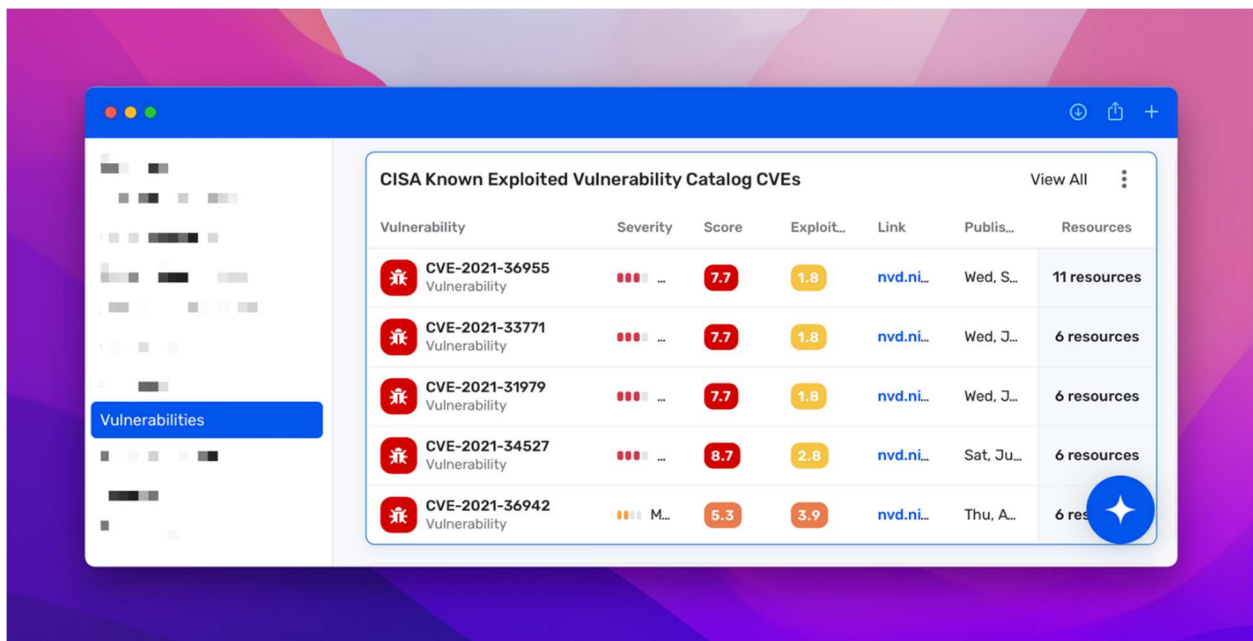 CISA Known Exploited Vulnerability Catalog CVEs View All
Vulnerability Severity Score Exploit... Link Publis... Resources
CVE-2021-36955
Vulnerability
... 7.7 1.8 nvd.ni... Wed, S... 11 resources
CVE-2021-33771
Vulnerability
... 7.7 1.8 nvd.ni... Wed, J... 6 resources
CVE-2021-31979
Vulnerability
... 7.7 1.8 nvd.ni... Wed, J... 6 resources
Vulnerabilities
CVE-2021-34527
Vulnerability
... 8.7 2.8 nvd.ni... Sat, Ju... 6 resources
CVE-2021-36942
Vulnerability
M... 5.3 3.9 nvd.ni... Thu, A... 6 res